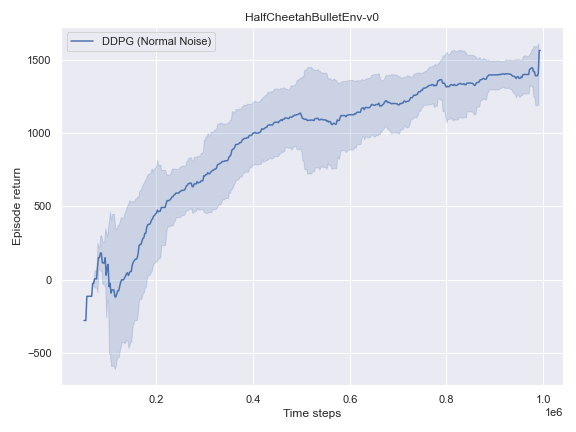 HalfCheetahBulletEnv-v0
DDPG (Normal Noise)
Episode return
1500
1000
500
0
−500
0.2
0.4
0.6
0.8
1.0
1e6
Time steps